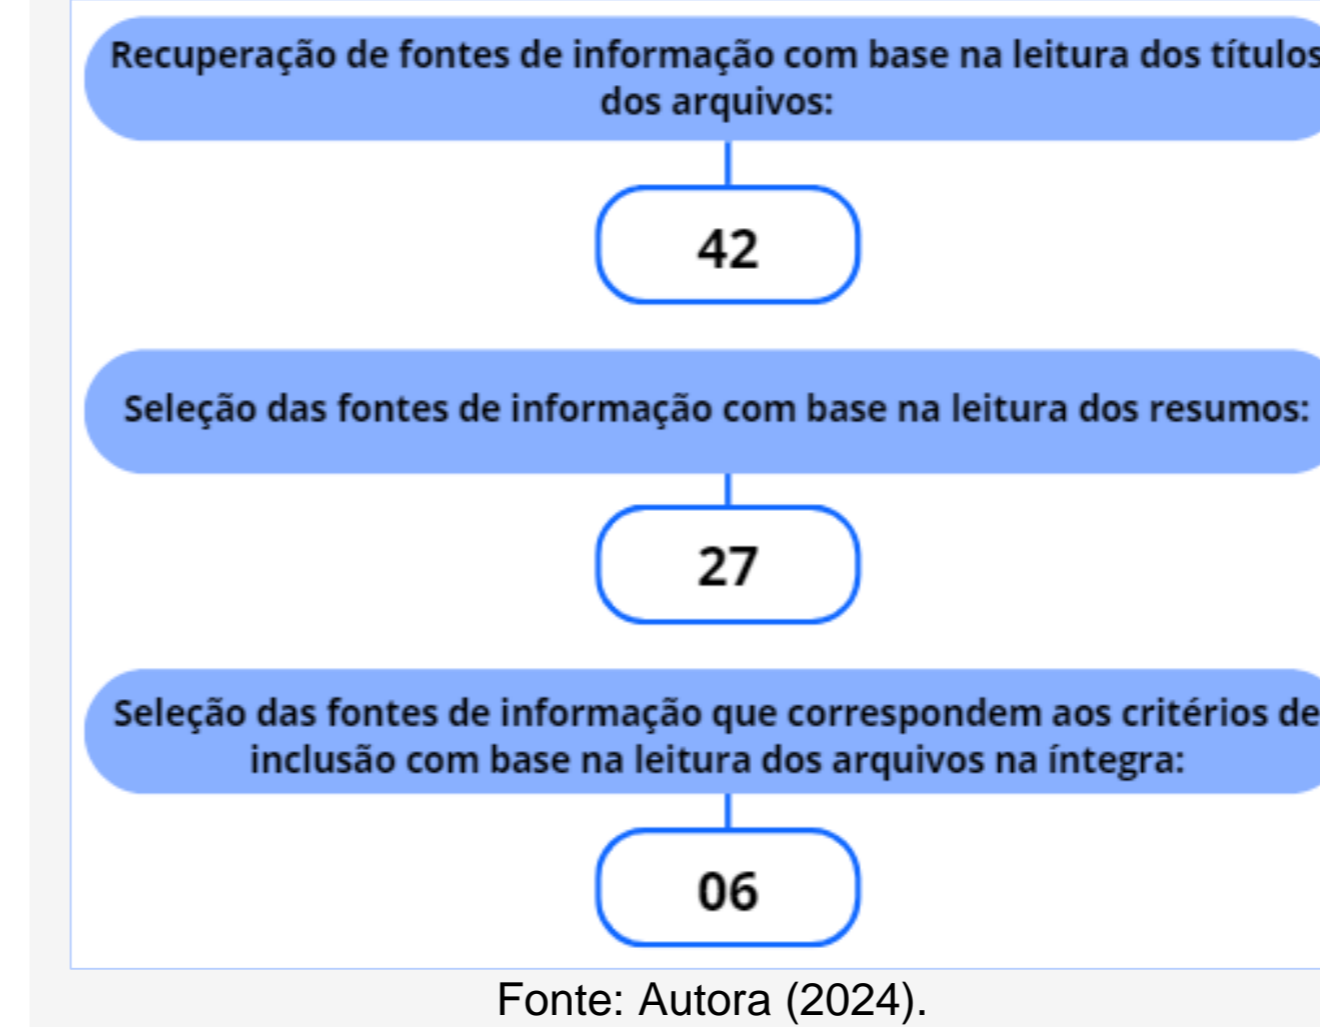 Recuperação de fontes de informação com base na leitura dos títulos
dos arquivos:
42
Seleção das fontes de informação com base na leitura dos resumos:
27
Seleção das fontes de informação que correspondem aos critérios de
inclusão com base na leitura dos arquivos na íntegra:
06
Fonte: Autora (2024).